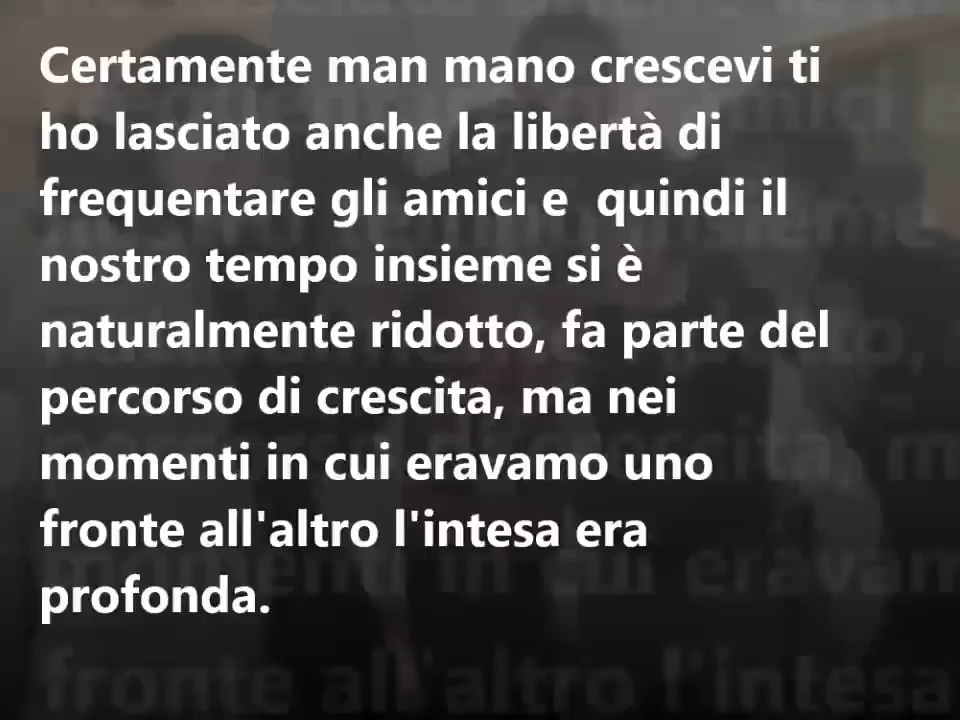 Certamente man mano crescevi ti
ho lasciato anche la libertà di
frequentare gli amici e  quindi il
nostro tempo insieme si è
naturalmente ridotto, fa parte del
percorso di crescita, ma nei
momenti in cui eravamo uno
fronte all'altro l'intesa era
profonda.